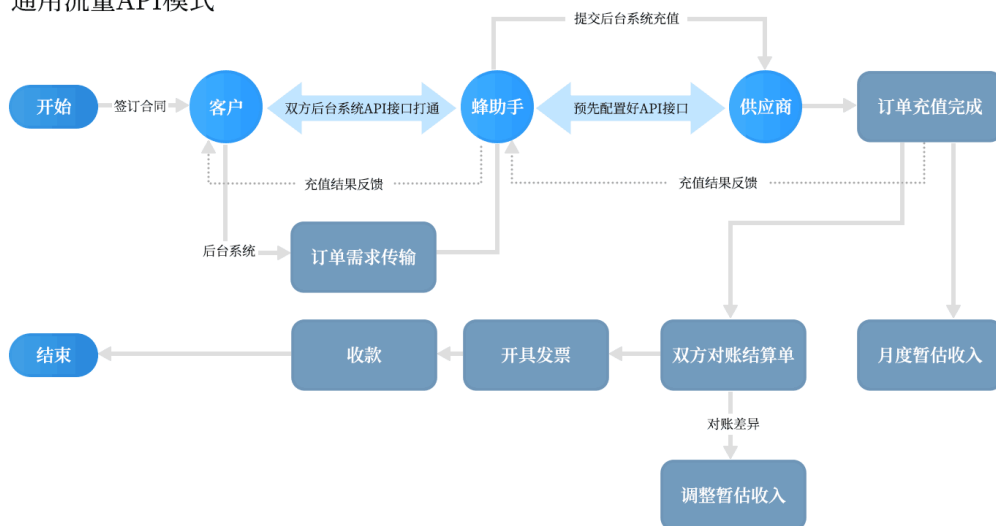 通用流量API模式
提交后台系统充值
开始
签订合同
客户
双方后台系统API接口打通
蜂助手
预先配置好API接口
供应商
订单充值完成
充值结果反馈
充值结果反馈
后台系统
订单需求传输
结束
收款
开具发票
双方对账结算单
月度暂估收入
对账差异
调整暂估收入